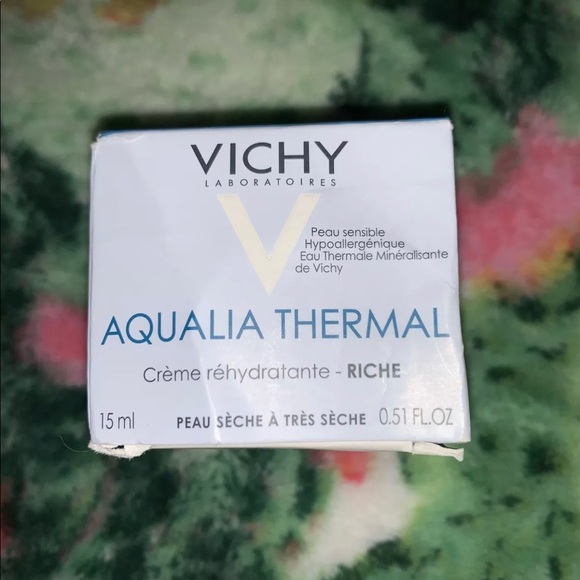 VICHY
LABORATOIRES
Peau sensible
Hypoallergénique
Eau Thermale Minéralisante
de Vichy
AQUALIA THERMAL
Crème réhydratante - RICHE
15 ml PEAU SÈCHE À TRÈS SÈCHE 0.51 FL.OZ